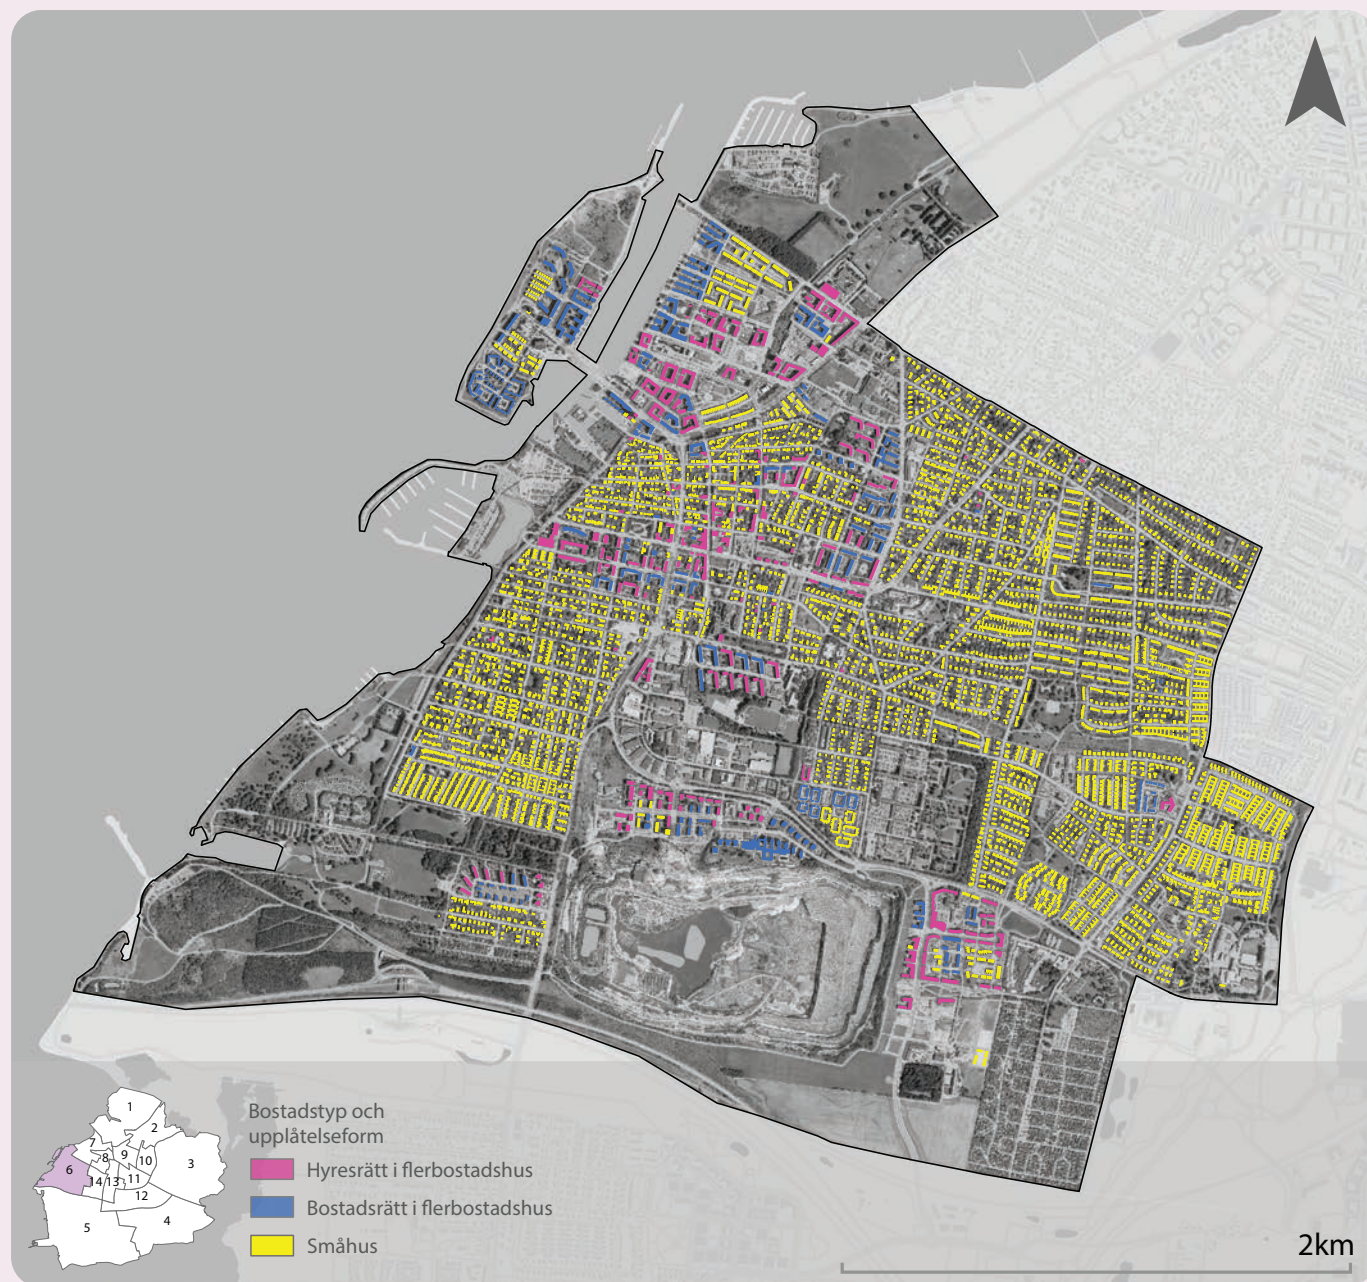 1
2
7
9
8
10
3
6
14
13
11
12
5
4
Bostadstyp och
upplåtelseform
Hyresrätt i flerbostadshus
Bostadsrätt i flerbostadshus
Småhus
2km